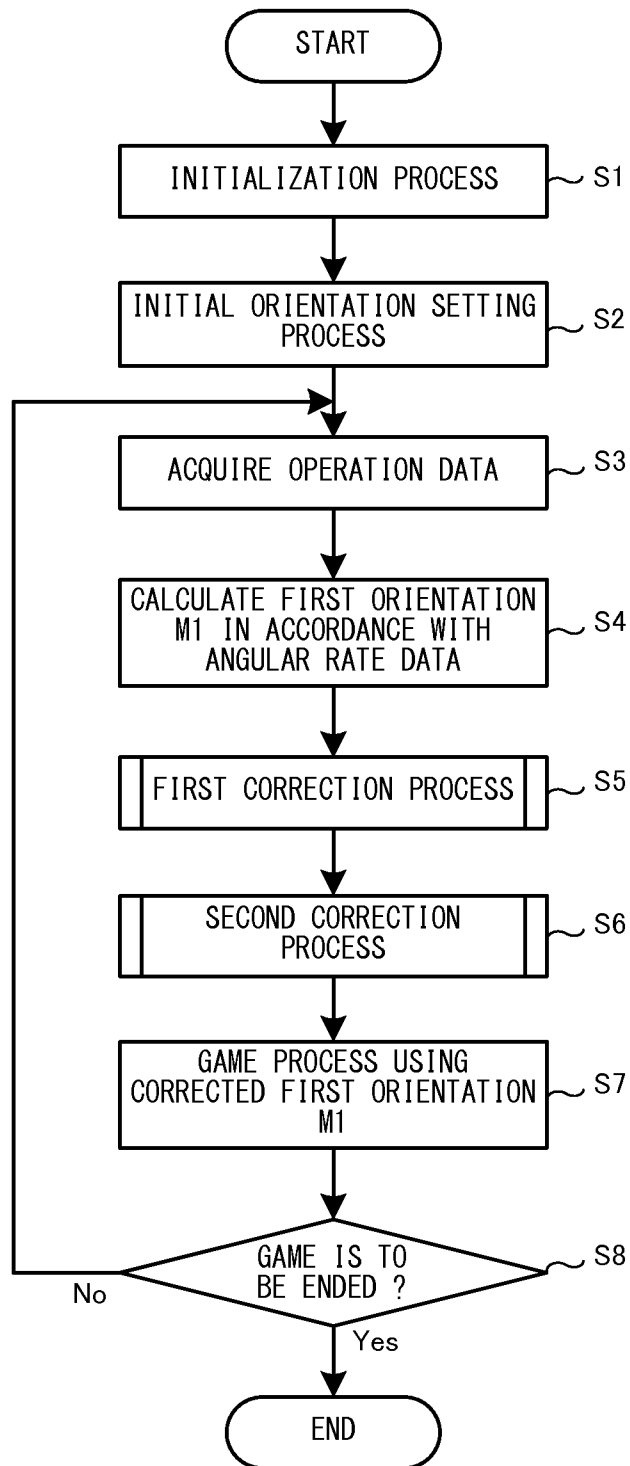 START
INITIALIZATION PROCESS
S1
INITIAL ORIENTATION SETTING
PROCESS
S2
ACQUIRE OPERATION DATA
S3
CALCULATE FIRST ORIENTATION
M1 IN ACCORDANCE WITH
ANGULAR RATE DATA
S4
FIRST CORRECTION PROCESS
S5
SECOND CORRECTION
PROCESS
S6
GAME PROCESS USING
CORRECTED FIRST ORIENTATION
M1
S7
GAME IS TO
BE ENDED ?
S8
No
Yes
END